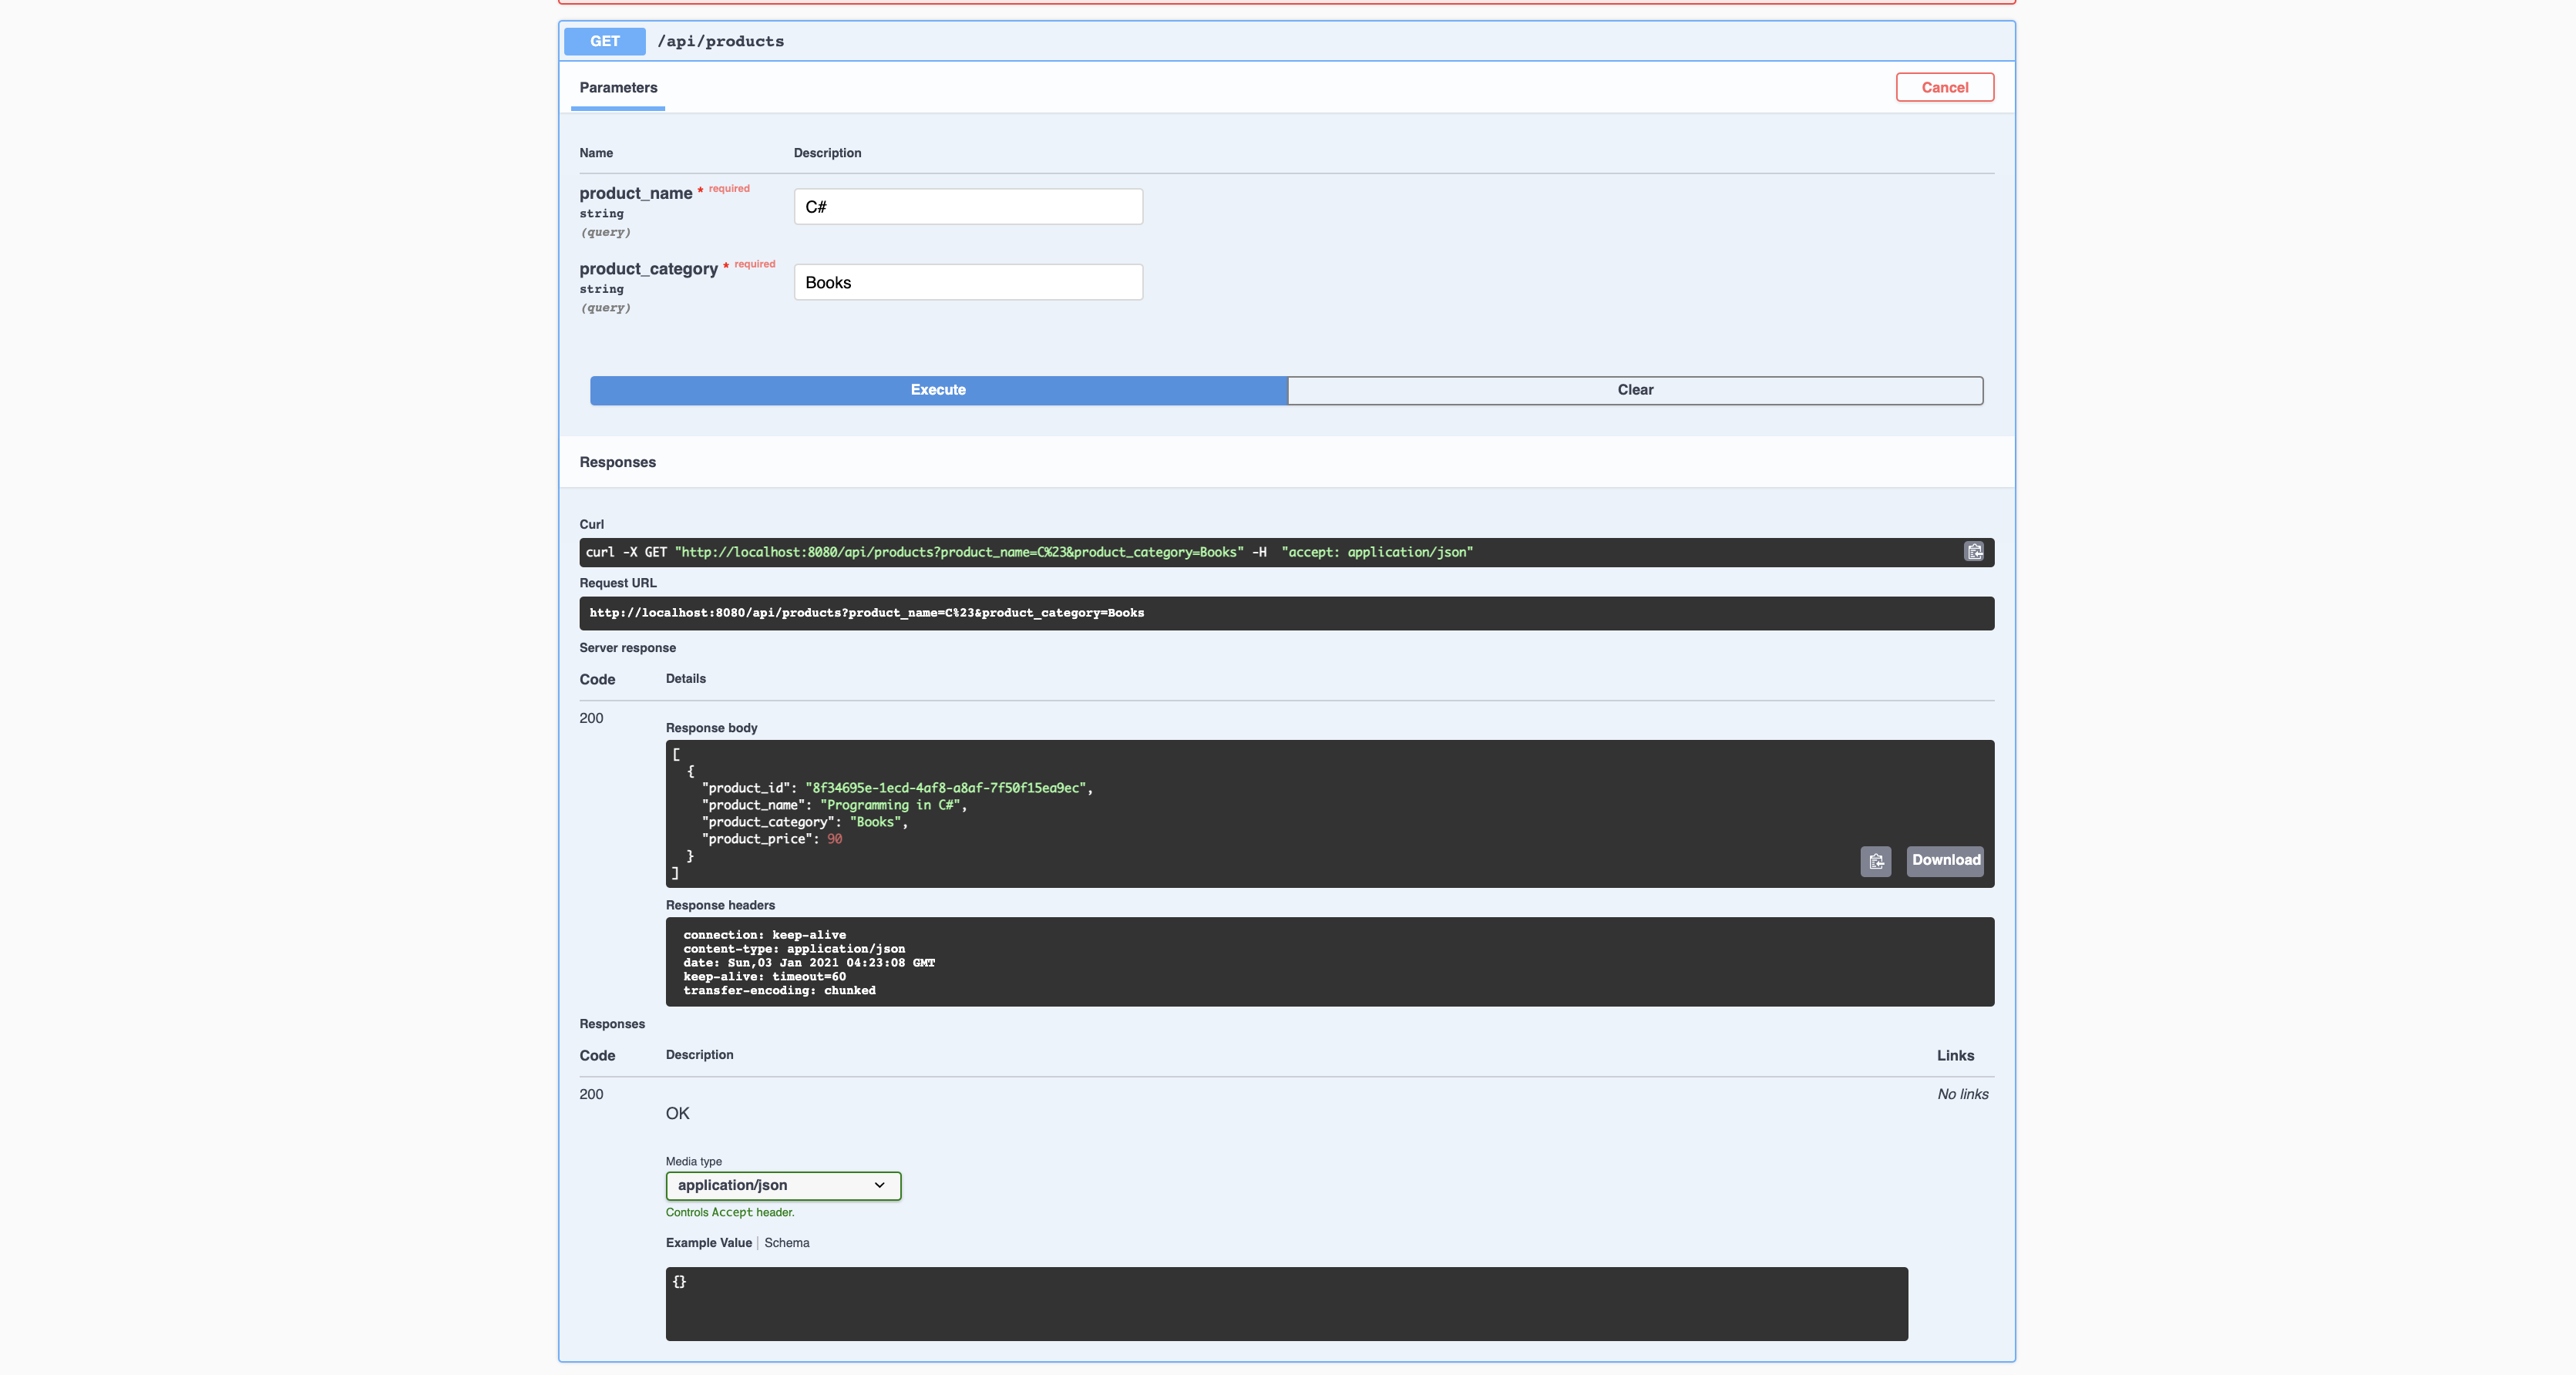 GET /api/products
Parameters Cancel
Name Description
product_name * required C#
string
(query)
product_category * required Books
string
(query)
Execute Clear
Responses
Curl
curl -X GET "http://localhost:8080/api/products?product_name=C%23&product_category=Books" -H  "accept: application/json"
Request URL
http://localhost:8080/api/products?product_name=C%23&product_category=Books
Server response
Code Details
200
Response body
[
  {
    "product_id": "8f34695e-1ecd-4af8-a8af-7f50f15ea9ec",
    "product_name": "Programming in C#",
    "product_category": "Books",
    "product_price": 90
  }
]
Download
Response headers
connection: keep-alive
content-type: application/json
date: Sun,03 Jan 2021 04:23:08 GMT
keep-alive: timeout=60
transfer-encoding: chunked
Responses
Code Description Links
200 No links
OK
Media type
application/json
Controls Accept header.
Example Value Schema
{}